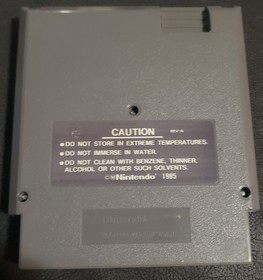 CAUTION REV-A
•DO NOT STORE IN EXTREME TEMPERATURES.
•DO NOT IMMERSE IN WATER.
•DO NOT CLEAN WITH BENZENE, THINNER,
ALCOHOL OR OTHER SUCH SOLVENTS.
©Nintendo® 1985
Nintendo